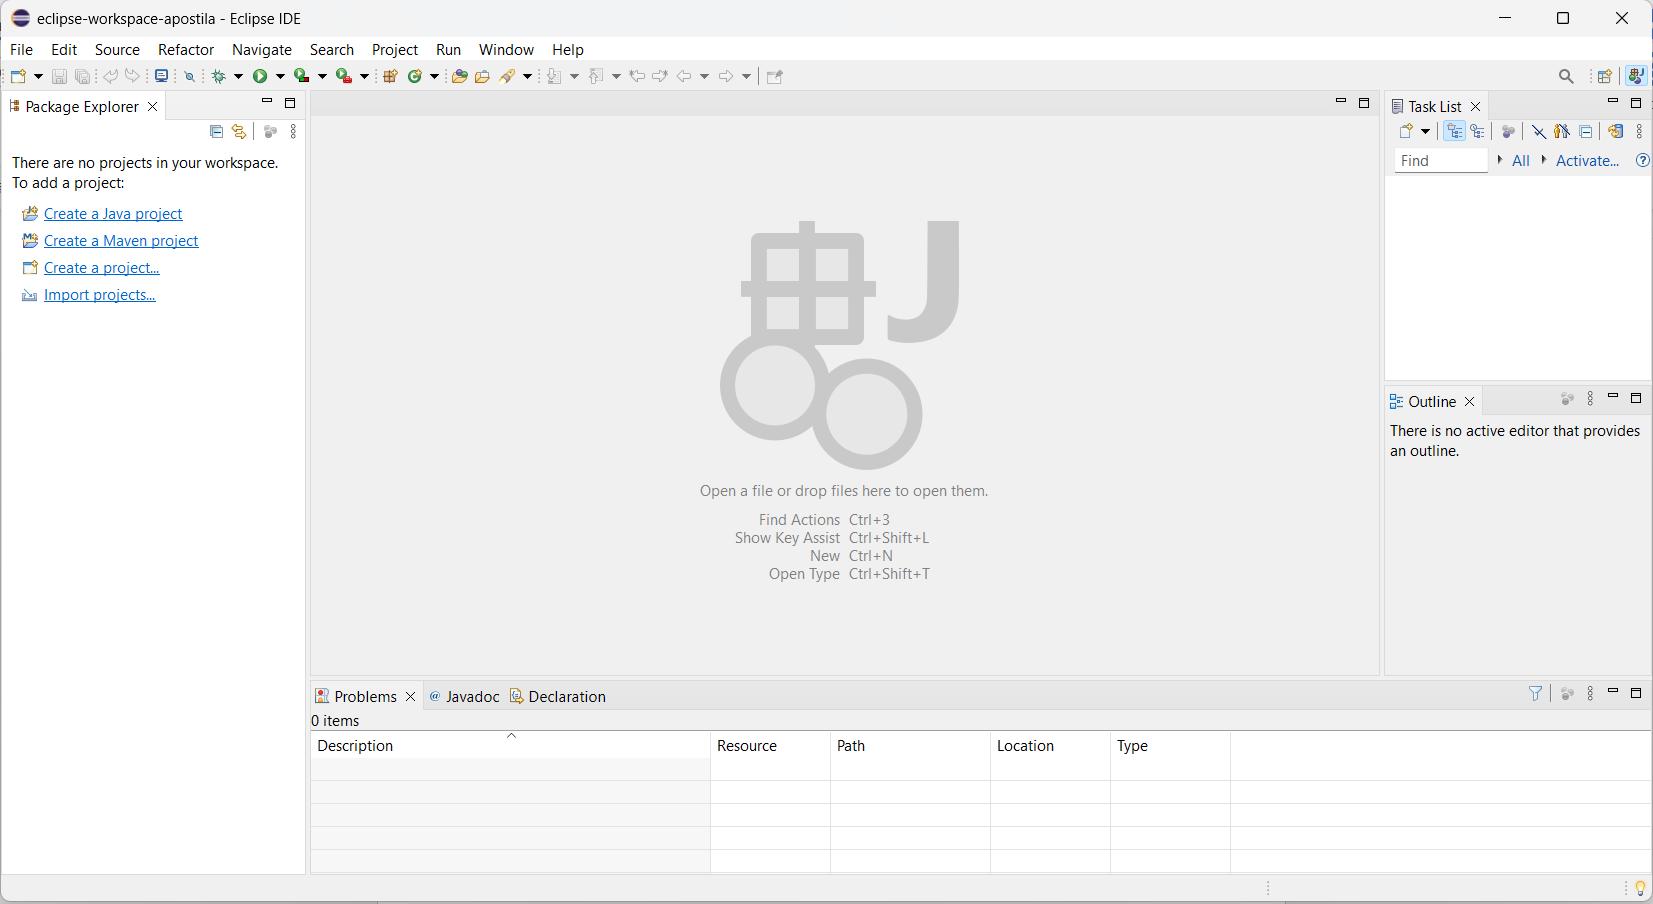 eclipse-workspace-apostila - Eclipse IDE
File Edit Source Refactor Navigate Search Project Run Window Help
Package Explorer
There are no projects in your workspace.
To add a project:
Create a Java project
Create a Maven project
Create a project...
Import projects...
J
Open a file or drop files here to open them.
Find Actions Ctrl+3
Show Key Assist Ctrl+Shift+L
New Ctrl+N
Open Type Ctrl+Shift+T
Task List
Find All Activate...
Outline
There is no active editor that provides
an outline.
Problems @ Javadoc Declaration
0 items
Description Resource Path Location Type